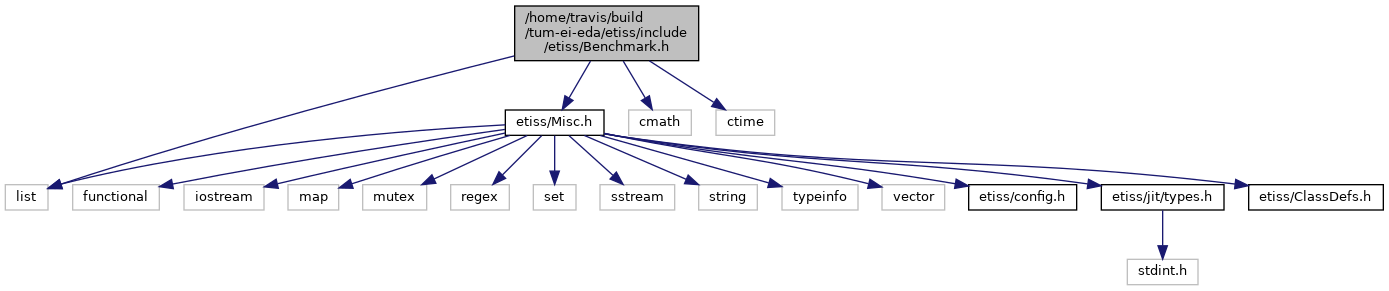 /home/travis/build
/tum-ei-eda/etiss/include
/etiss/Benchmark.h
etiss/Misc.h
cmath
ctime
list
functional
iostream
map
mutex
regex
set
sstream
string
typeinfo
vector
etiss/config.h
etiss/jit/types.h
etiss/ClassDefs.h
stdint.h